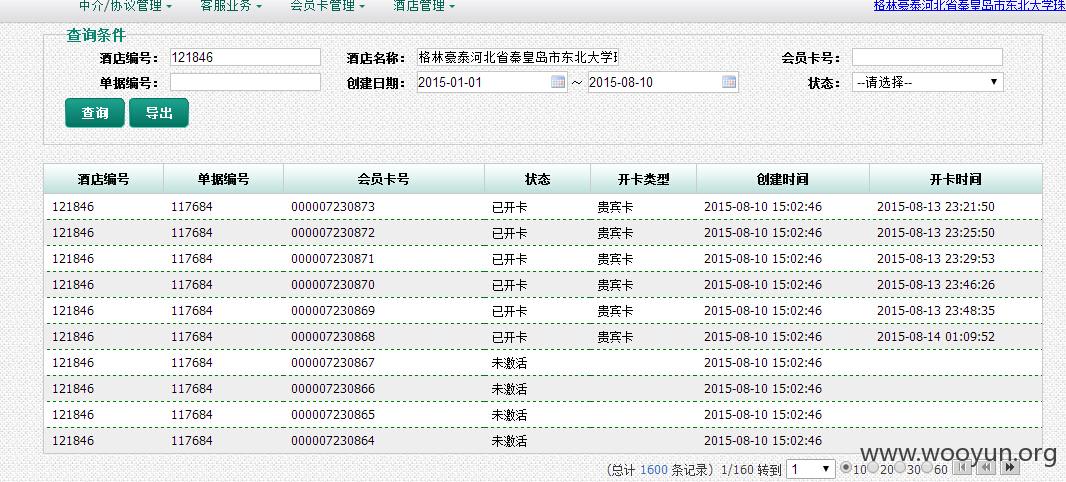 中介/协议管理 客服业务 会员卡管理 酒店管理 格林豪泰河北省秦皇岛市东北大学珠
查询条件
酒店编号： 121846 酒店名称： 格林豪泰河北省秦皇岛市东北大学 会员卡号：
单据编号： 创建日期： 2015-01-01 ~ 2015-08-10 状态： --请选择--
查询 导出
酒店编号 单据编号 会员卡号 状态 开卡类型 创建时间 开卡时间
121846 117684 000007230873 已开卡 贵宾卡 2015-08-10 15:02:46 2015-08-13 23:21:50
121846 117684 000007230872 已开卡 贵宾卡 2015-08-10 15:02:46 2015-08-13 23:25:50
121846 117684 000007230871 已开卡 贵宾卡 2015-08-10 15:02:46 2015-08-13 23:29:53
121846 117684 000007230870 已开卡 贵宾卡 2015-08-10 15:02:46 2015-08-13 23:46:26
121846 117684 000007230869 已开卡 贵宾卡 2015-08-10 15:02:46 2015-08-13 23:48:35
121846 117684 000007230868 已开卡 贵宾卡 2015-08-10 15:02:46 2015-08-14 01:09:52
121846 117684 000007230867 未激活 2015-08-10 15:02:46
121846 117684 000007230866 未激活 2015-08-10 15:02:46
121846 117684 000007230865 未激活 2015-08-10 15:02:46
121846 117684 000007230864 未激活 2015-08-10 15:02:46
www.wooyun.org
（总计 1600 条记录）1/160 转到 1 10 20 30 60